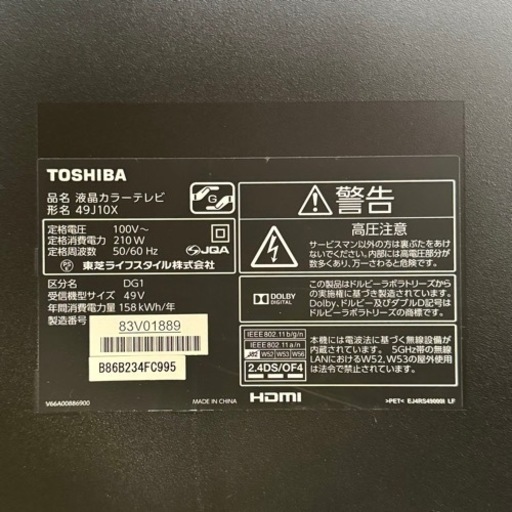 TOSHIBA
品名 液晶カラーテレビ
形名 49J10X
定格電圧 100V~
定格消費電力 210W
定格周波数 50/60 Hz
JQA
東芝ライフスタイル株式会社
区分名 DG1
受信機型サイズ 49V
年間消費電力量 158 kWh/年
製造番号
83V01889
B86B234FC995
V66A00886900
MADE IN CHINA
警告
高圧注意
サービスマン以外の方は裏ぶたをあけ
ないでください。内部には高電圧部分が
多数あり、万一さわると危険です。
DOLBY
DIGITAL
この製品はドルビーラボラトリーズから
の実施権に基づき製造されています。
Dolby、ドルビー及びダブルD記号は
ドルビーラボラトリーズの商標です。
IEEE802.11b/g/n
IEEE802.11a/n
W52 W53 W56
2.4DS/OF4
本機には電波法に基づく無線設備が
内蔵されています。 5GHz帯の無線
LANにおけるW52、W53の屋外使用
は法令で禁止されています。
HDMI
>PET<
LF